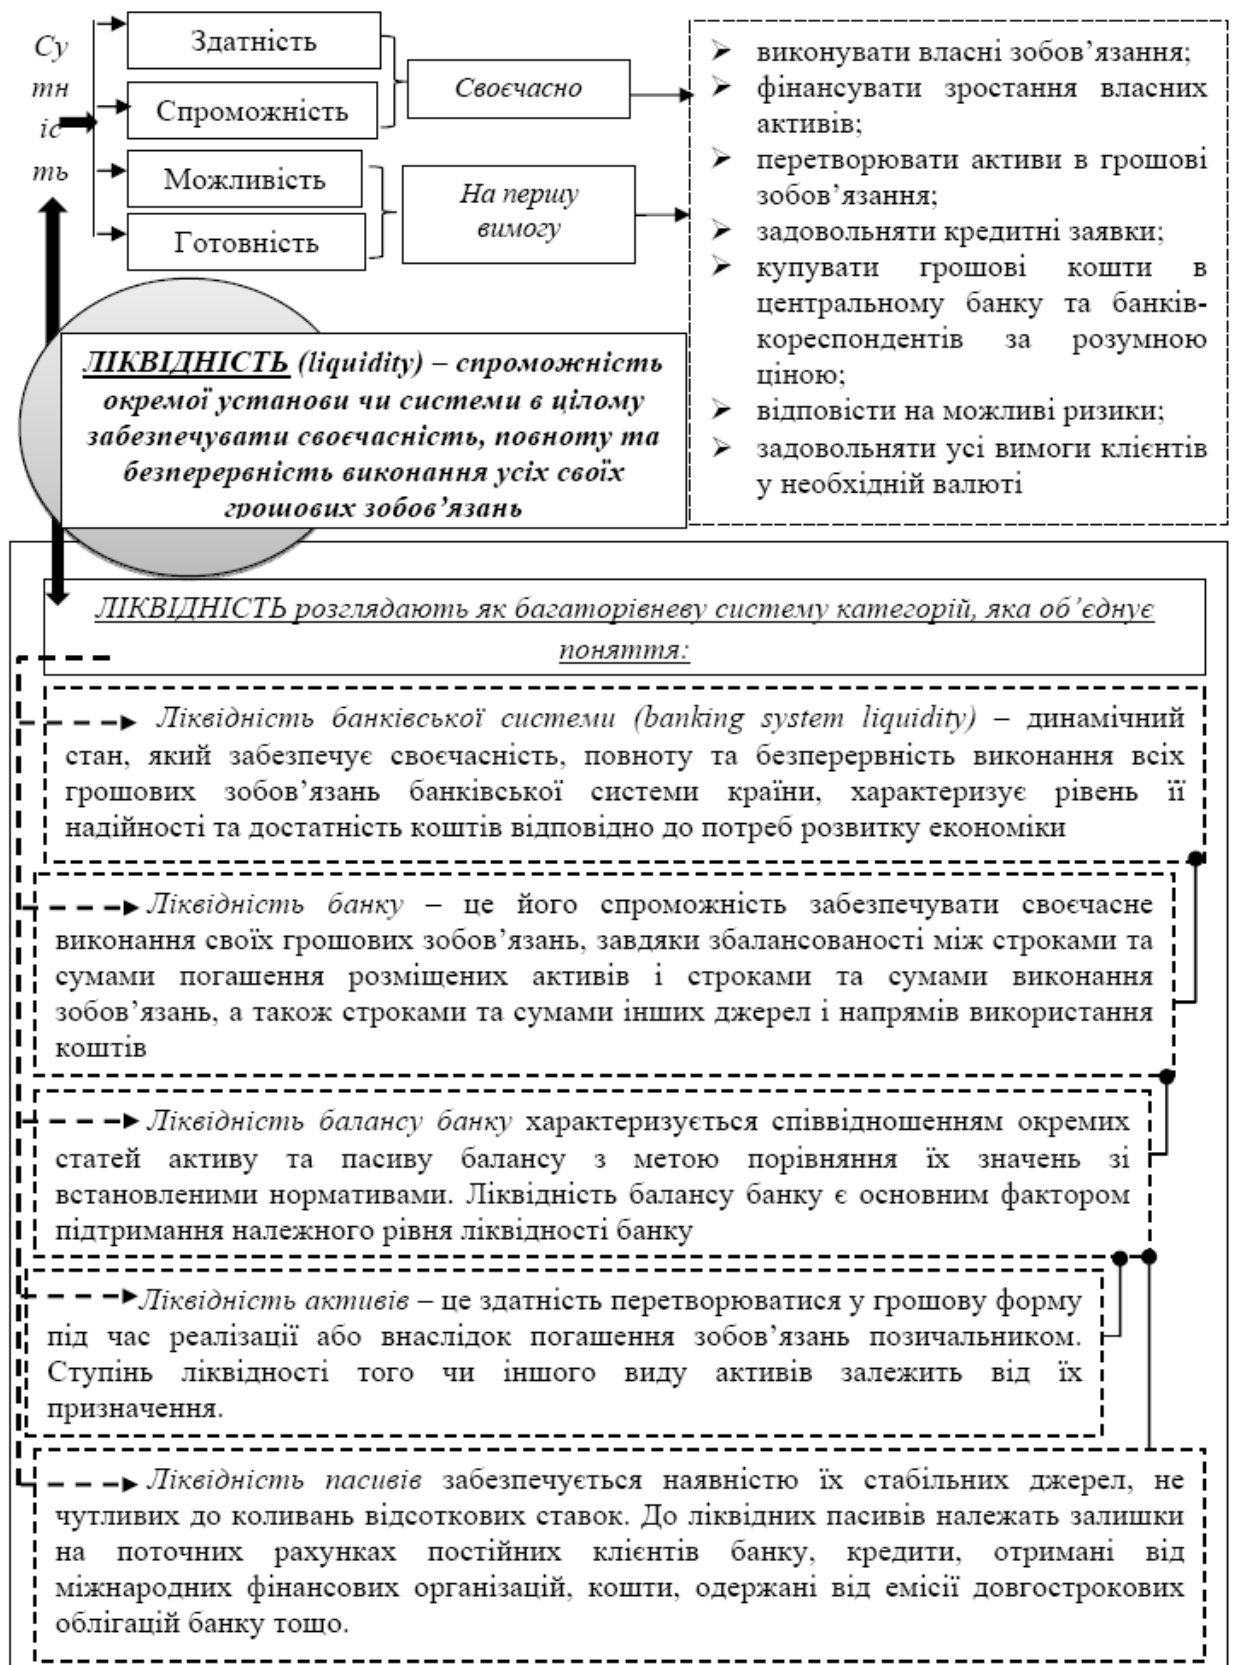 Су
тн
іс
ть
Здатність
Спроможність
Можливість
Готовність
Своєчасно
На першу
вимогу
➢ виконувати власні зобов’язання;
➢ фінансувати зростання власних
активів;
➢ перетворювати активи в грошові
зобов’язання;
➢ задовольняти кредитні заявки;
➢ купувати грошові кошти в
центральному банку та банків-
кореспондентів за розумною
ціною;
➢ відповісти на можливі ризики;
➢ задовольняти усі вимоги клієнтів
у необхідній валюті
ЛІКВІДНІСТЬ (liquidity) – спроможність
окремої установи чи системи в цілому
забезпечувати своєчасність, повноту та
безперервність виконання усіх своїх
грошових зобов’язань
ЛІКВІДНІСТЬ розглядають як багаторівневу систему категорій, яка об’єднує
поняття:
Ліквідність банківської системи (banking system liquidity) – динамічний
стан, який забезпечує своєчасність, повноту та безперервність виконання всіх
грошових зобов’язань банківської системи країни, характеризує рівень її
надійності та достатність коштів відповідно до потреб розвитку економіки
Ліквідність банку – це його спроможність забезпечувати своєчасне
виконання своїх грошових зобов’язань, завдяки збалансованості між строками та
сумами погашення розміщених активів і строками та сумами виконання
зобов’язань, а також строками та сумами інших джерел і напрямів використання
коштів
Ліквідність балансу банку характеризується співвідношенням окремих
статей активу та пасиву балансу з метою порівняння їх значень зі
встановленими нормативами. Ліквідність балансу банку є основним фактором
підтримання належного рівня ліквідності банку
Ліквідність активів – це здатність перетворюватися у грошову форму
під час реалізації або внаслідок погашення зобов’язань позичальником.
Ступінь ліквідності того чи іншого виду активів залежить від їх
призначення.
Ліквідність пасивів забезпечується наявністю їх стабільних джерел, не
чутливих до коливань відсоткових ставок. До ліквідних пасивів належать залишки
на поточних рахунках постійних клієнтів банку, кредити, отримані від
міжнародних фінансових організацій, кошти, одержані від емісії довгострокових
облігацій банку тощо.